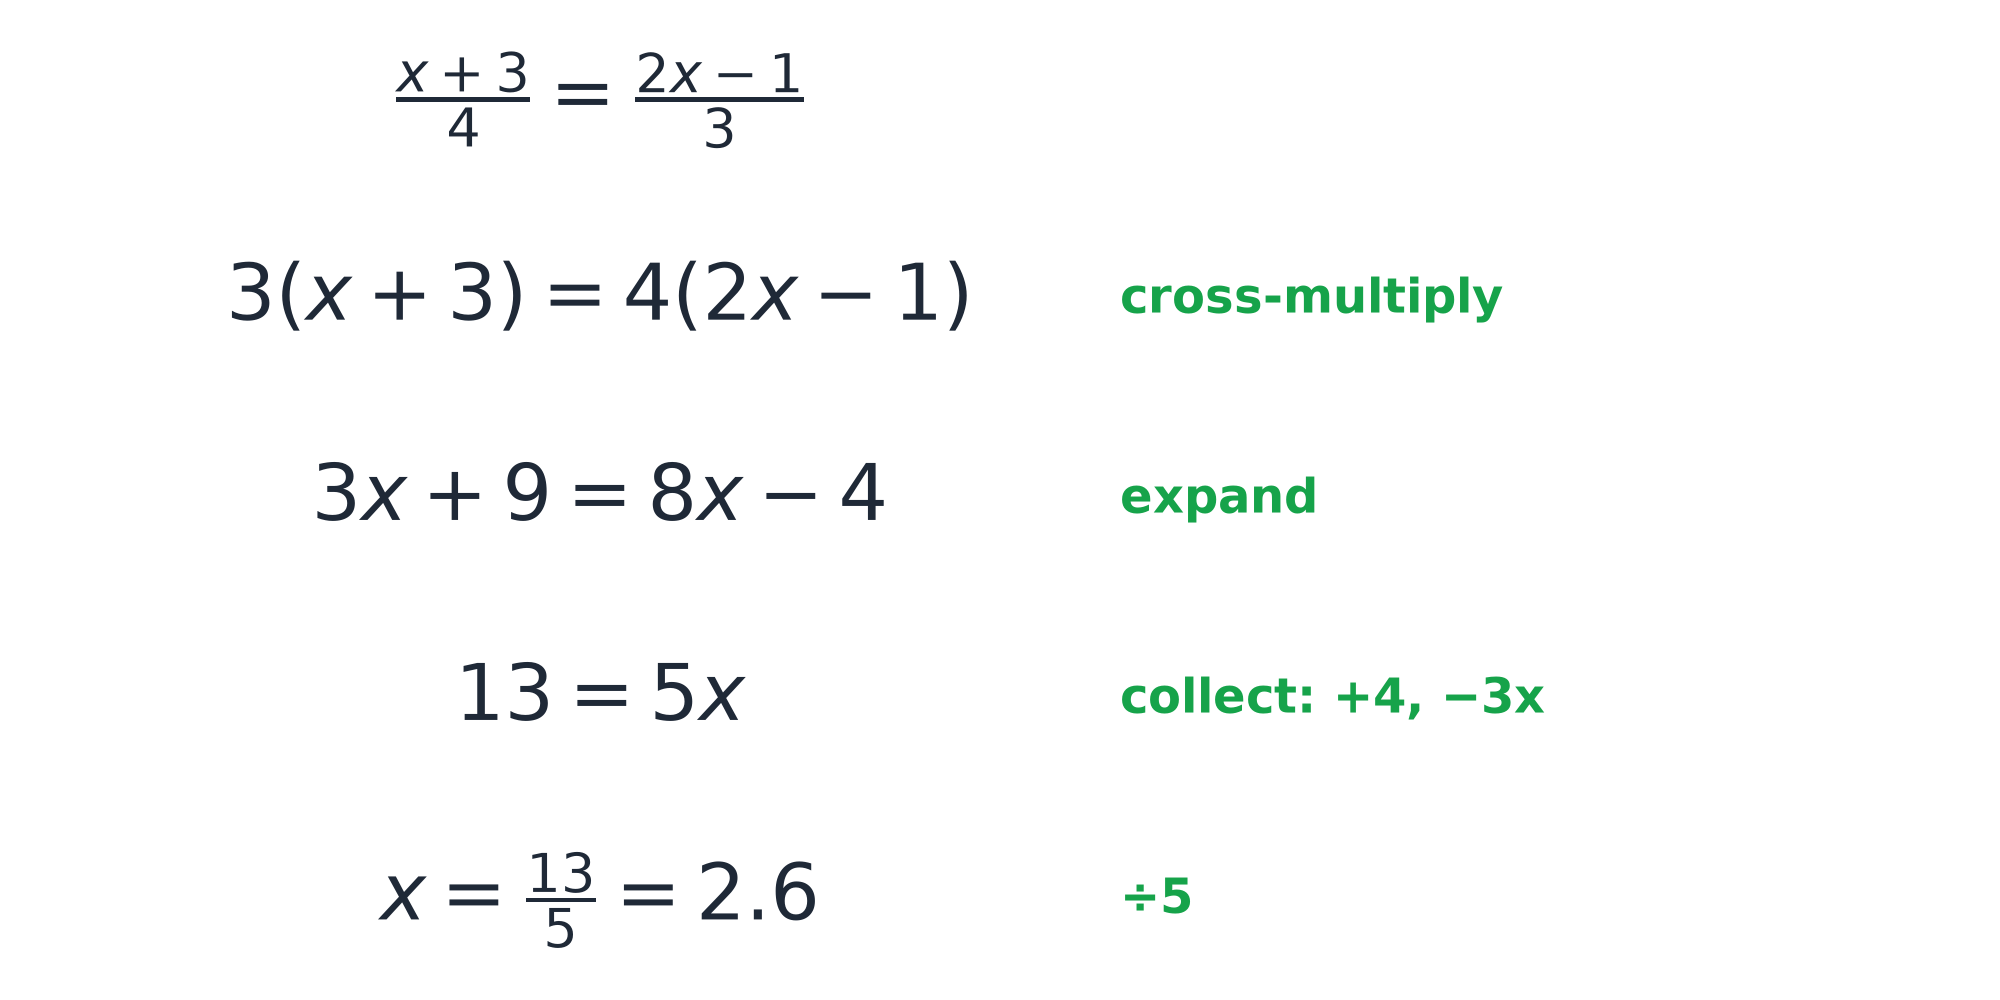 (x + 3)/4 = (2x − 1)/3
3(x + 3) = 4(2x − 1) cross-multiply
3x + 9 = 8x − 4 expand
13 = 5x collect: +4, −3x
x = 13/5 = 2.6 ÷5